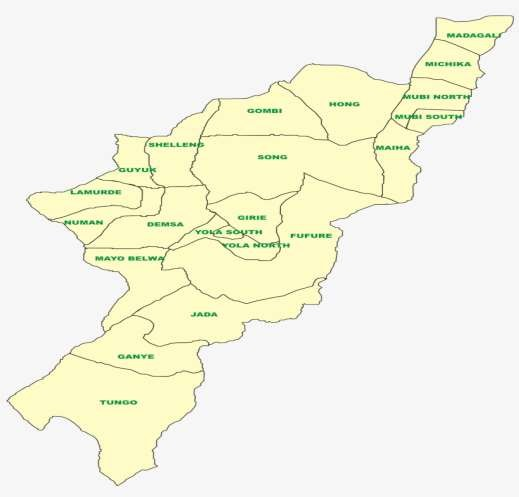 MADAGALI
MICHIKA
MUBI NORTH
HONG
GOMBI
MUBI SOUTH
SHELLENG
MAIHA
SONG
GUYUK
LAMURDE
GIRIE
NUMAN
DEMSA
YOLA SOUTH
FUFURE
YOLA NORTH
MAYO BELWA
JADA
GANYE
TUNGO